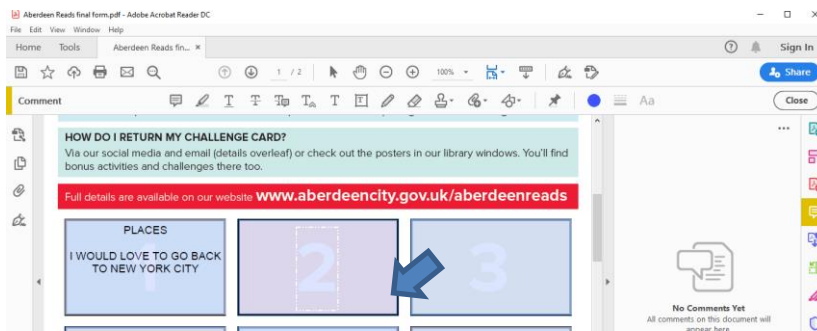 Aberdeen Reads final form.pdf - Adobe Acrobat Reader DC
File Edit View Window Help
Home Tools Aberdeen Reads fin... × Sign In
1 / 2 100% Share
Comment Aa Close
HOW DO I RETURN MY CHALLENGE CARD?
Via our social media and email (details overleaf) or check out the posters in our library windows. You'll find
bonus activities and challenges there too.
Full details are available on our website www.aberdeencity.gov.uk/aberdeenreads
PLACES
I WOULD LOVE TO GO BACK
TO NEW YORK CITY
1
2
3
No Comments Yet
All comments on this document will
appear here